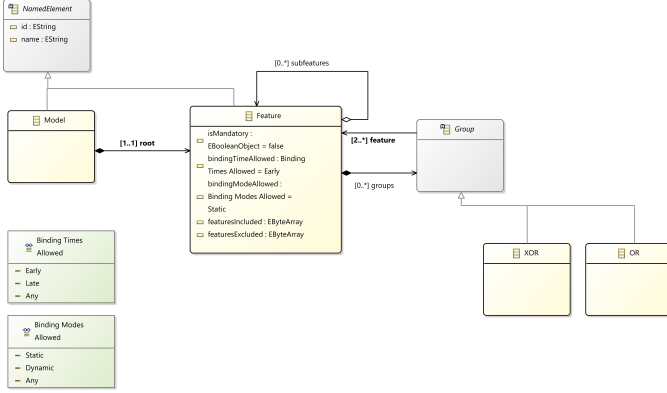 NamedElement
id : EString
name : EString
[0..*] subfeatures
Model
[1..1] root
Feature
isMandatory :
EBooleanObject = false
bindingTimeAllowed : Binding
Times Allowed = Early
bindingModeAllowed :
Binding Modes Allowed =
Static
featuresIncluded : EByteArray
featuresExcluded : EByteArray
[2..*] feature
[0..*] groups
Group
XOR
OR
Binding Times
Allowed
Early
Late
Any
Binding Modes
Allowed
Static
Dynamic
Any